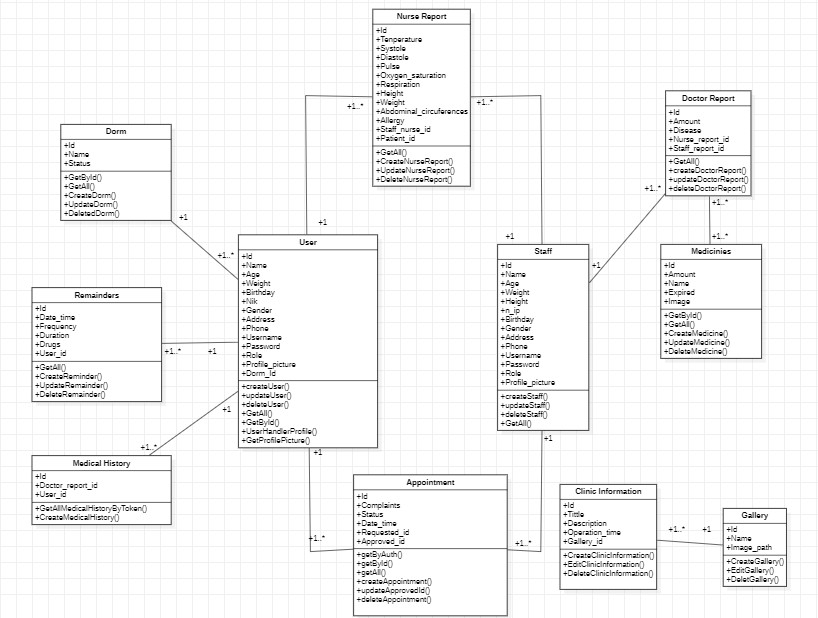 Nurse Report
+Id
+Tenperature
+Systole
+Diastole
+Pulse
+Oxygen_saturation
+Respiration
+Height
+Weight
+Abdominal_circuferences
+Allergy
+Staff_nurse_id
+Patient_id
+GetAll()
+CreateNurseReport()
+UpdateNurseReport()
+DeleteNurseReport()
+1..*
+1..*
Doctor Report
+Id
+Amount
+Disease
+Nurse_report_id
+Staff_report_id
+GetAll()
+createDoctorReport()
+updateDoctorReport()
+deleteDoctorReport()
+1..*
+1..*
+1..*
Dorm
+Id
+Name
+Status
+GetById()
+GetAll()
+CreateDorm()
+UpdateDorm()
+DeletedDorm()
+1
+1..*
+1
User
+Id
+Name
+Age
+Weight
+Birthday
+Nik
+Gender
+Address
+Phone
+Username
+Password
+Role
+Profile_picture
+Dorm_Id
+createUser()
+updateUser()
+deleteUser()
+GetAll()
+GetById()
+UserHandlerProfile()
+GetProfilePicture()
+1
Staff
+Id
+Name
+Age
+Weight
+Height
+n_ip
+Birthday
+Gender
+Address
+Phone
+Username
+Password
+Role
+Profile_picture
+createStaff()
+updateStaff()
+deleteStaff()
+GetAll()
+1
Medicinies
+Id
+Amount
+Name
+Expired
+Image
+GetById()
+GetAll()
+CreateMedicine()
+UpdateMedicine()
+DeleteMedicine()
Remainders
+Id
+Date_time
+Frequency
+Duration
+Drugs
+User_id
+GetAll()
+CreateReminder()
+UpdateRemainder()
+DeleteRemainder()
+1..*
+1
+1
+1..*
Medical History
+Id
+Doctor_report_id
+User_id
+GetAllMedicalHistoryByToken()
+CreateMedicalHistory()
+1
+1..*
Appointment
+Id
+Complaints
+Status
+Date_time
+Requested_id
+Approved_id
+getByAuth()
+getById()
+getAll()
+createAppointment()
+updateApprovedId()
+deleteAppointment()
+1
+1..*
Clinic Information
+Id
+Tittle
+Description
+Operation_time
+Gallery_id
+CreateClinicInformation()
+EditClinicInformation()
+DeleteClinicInformation()
+1..*
+1
Gallery
+Id
+Name
+Image_path
+CreateGallery()
+EditGallery()
+DeletGallery()